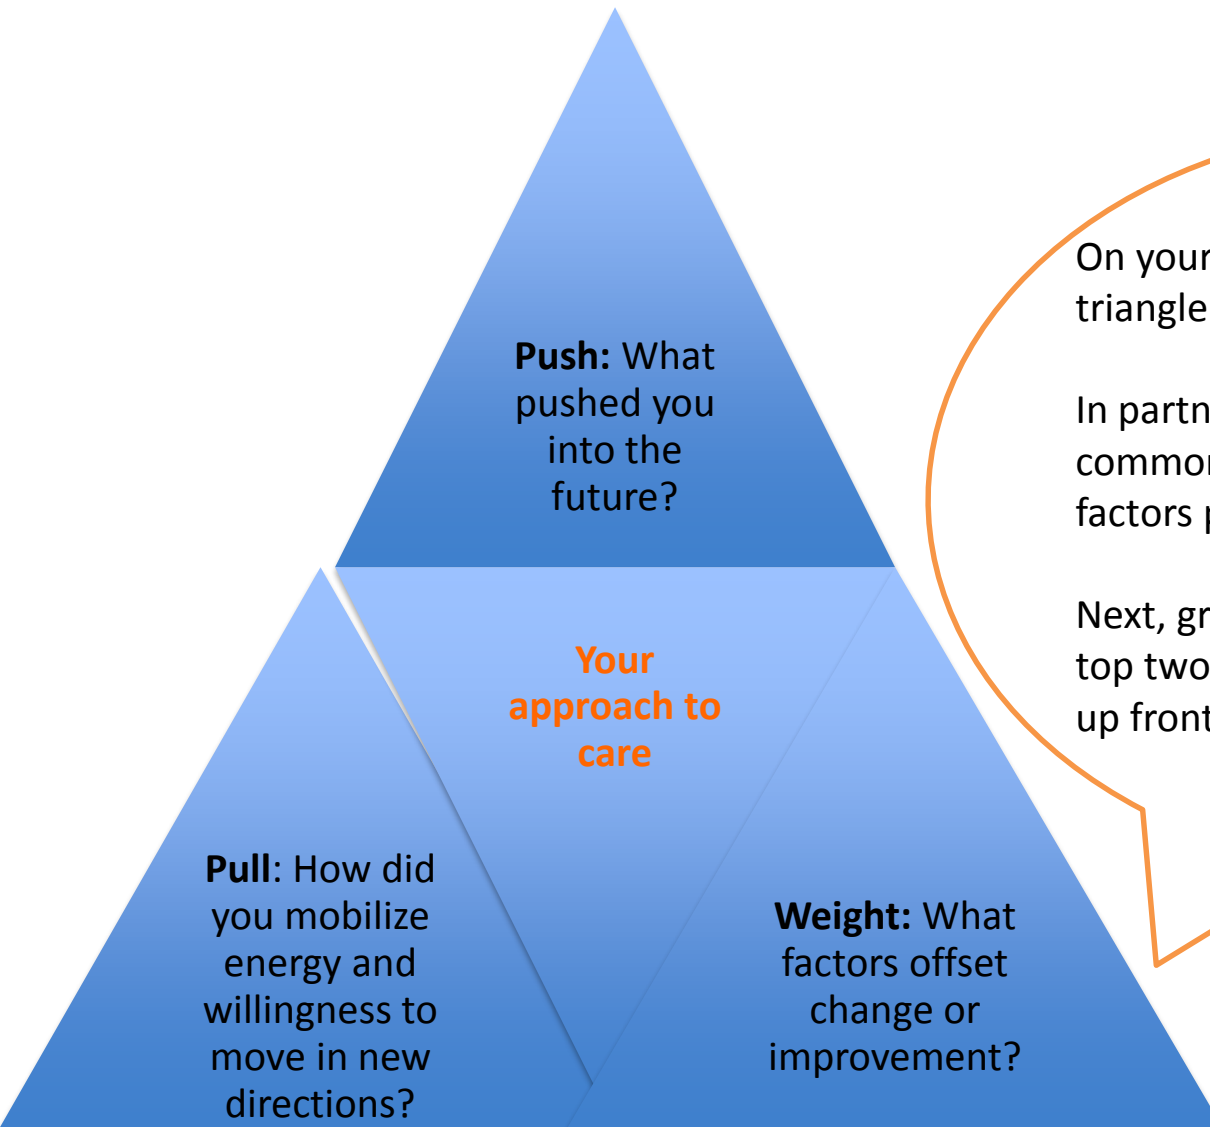 Push: What
pushed you
into the
future?
On your
triangle
In partn
common
factors p
Next, gr
top two
up front
Your
approach to
care
Pull: How did
you mobilize
energy and
willingness to
move in new
directions?
Weight: What
factors offset
change or
improvement?